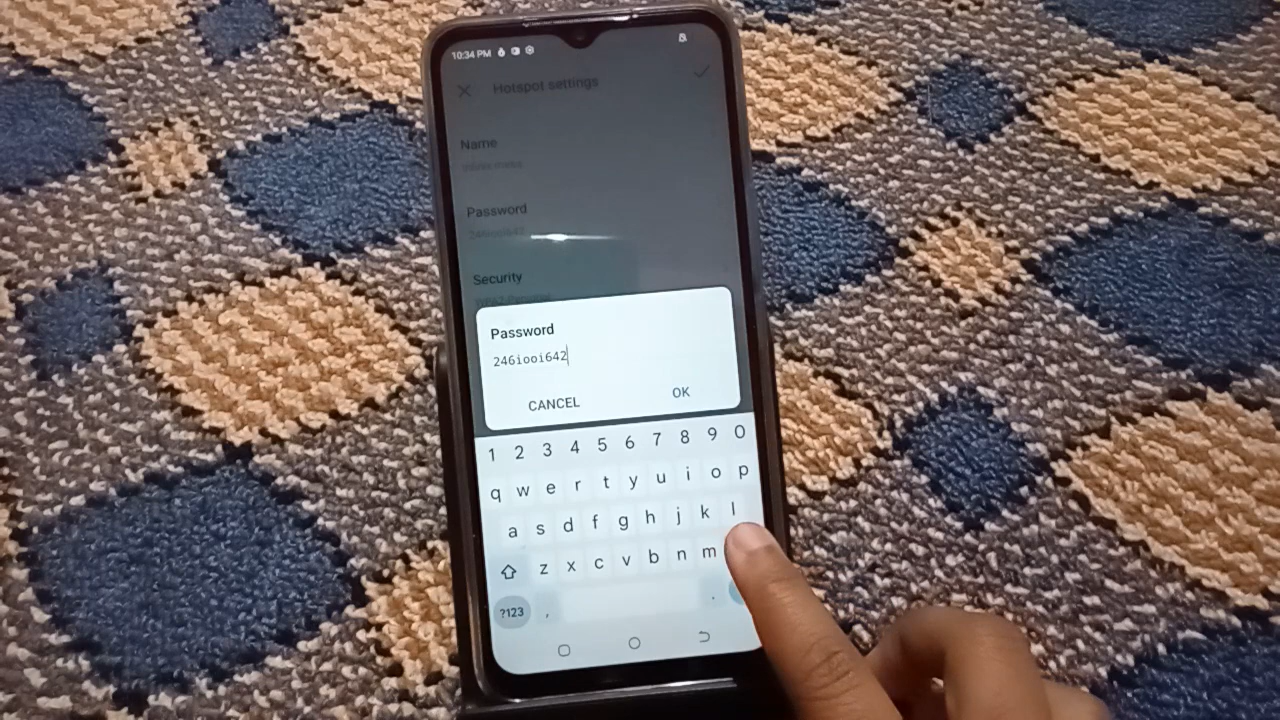 10:34 PM
Hotspot settings
Name
Password
246iooi642
Security
Password
246iooi642
CANCEL OK
1 2 3 4 5 6 7 8 9 0
q w e r t y u i o p
a s d f g h j k l
z x c v b n m
?123 , .